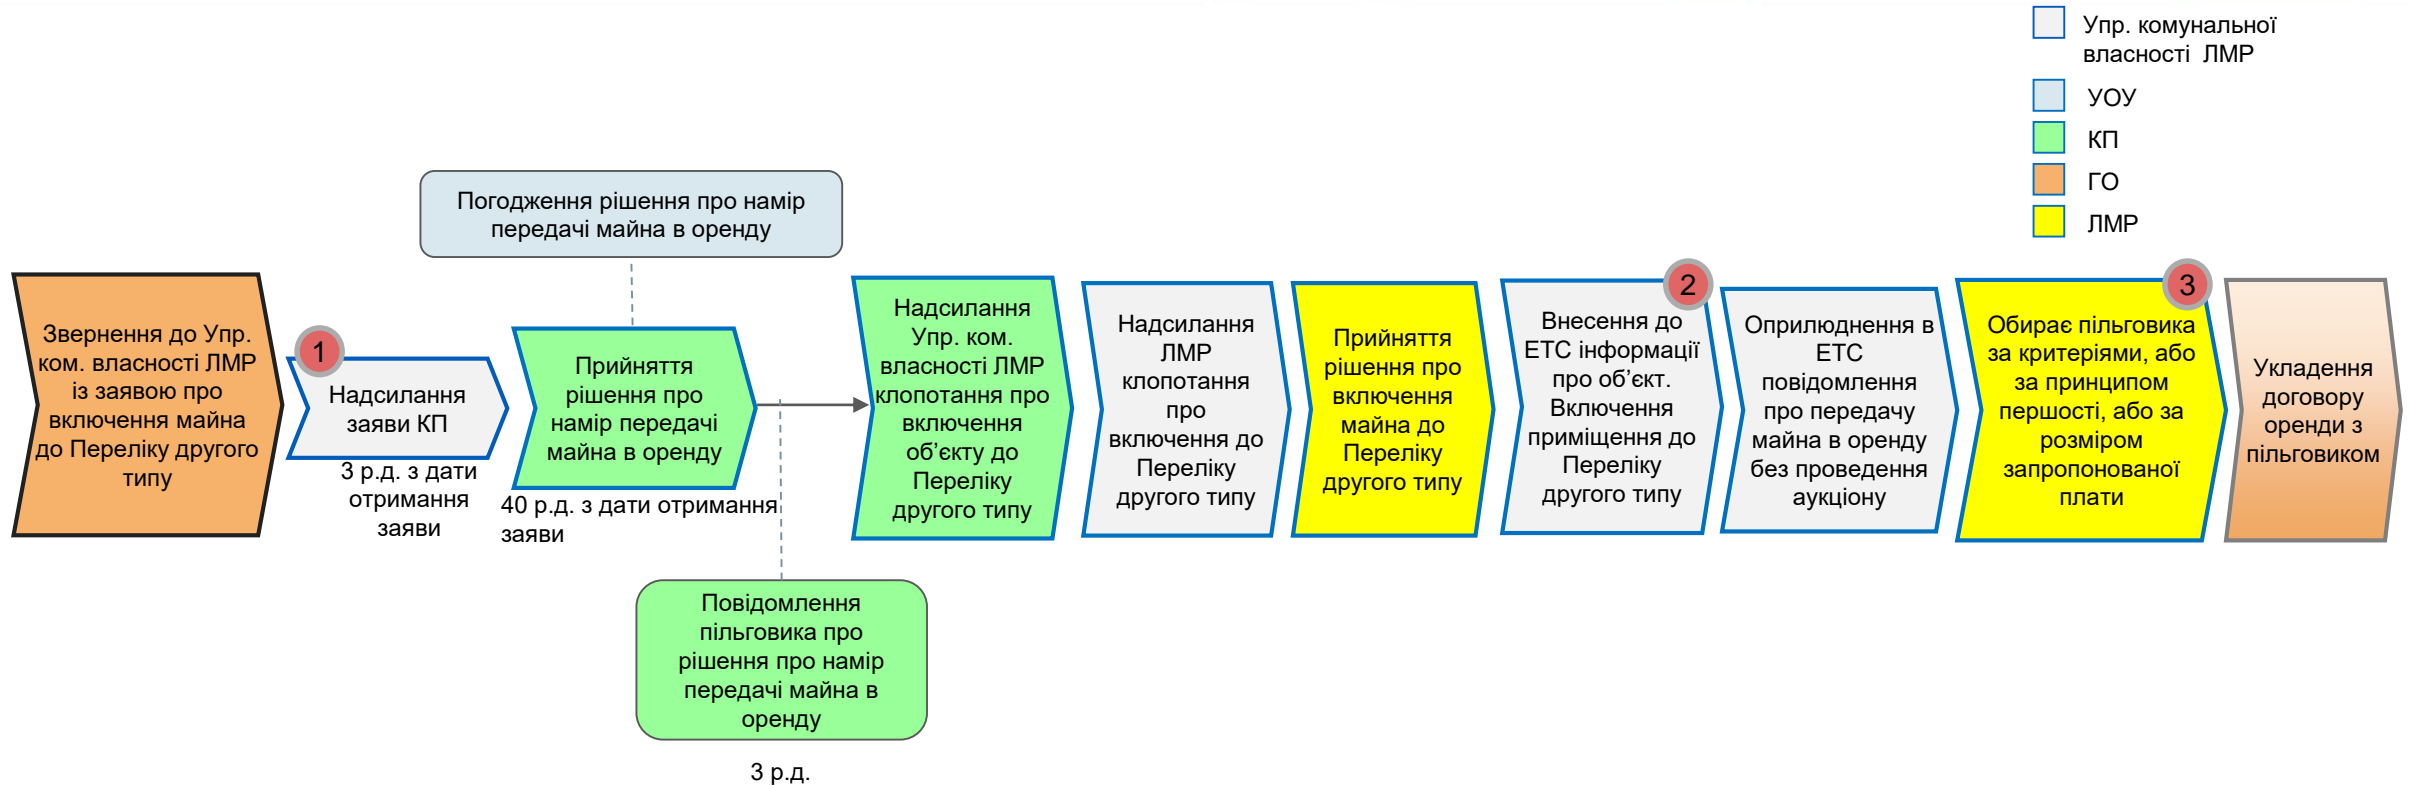 Упр. комунальної
власності ЛМР
УОУ
КП
ГО
ЛМР
Погодження рішення про намір
передачі майна в оренду
Звернення до Упр.
ком. власності ЛМР
із заявою про
включення майна
до Переліку другого
типу
1
Надсилання
заяви КП
3 р.д. з дати
отримання
заяви
Прийняття
рішення про
намір передачі
майна в оренду
40 р.д. з дати отримання
заяви
Повідомлення
пільговика про
рішення про намір
передачі майна в
оренду
3 р.д.
Надсилання
Упр. ком.
власності ЛМР
клопотання про
включення
об’єкту до
Переліку
другого типу
Надсилання
ЛМР
клопотання
про
включення до
Переліку
другого типу
Прийняття
рішення про
включення
майна до
Переліку
другого типу
2
Внесення до
ЕТС інформації
про об’єкт.
Включення
приміщення до
Переліку
другого типу
Оприлюднення в
ЕТС
повідомлення
про передачу
майна в оренду
без проведення
аукціону
3
Обирає пільговика
за критеріями, або
за принципом
першості, або за
розміром
запропонованої
плати
Укладення
договору
оренди з
пільговиком